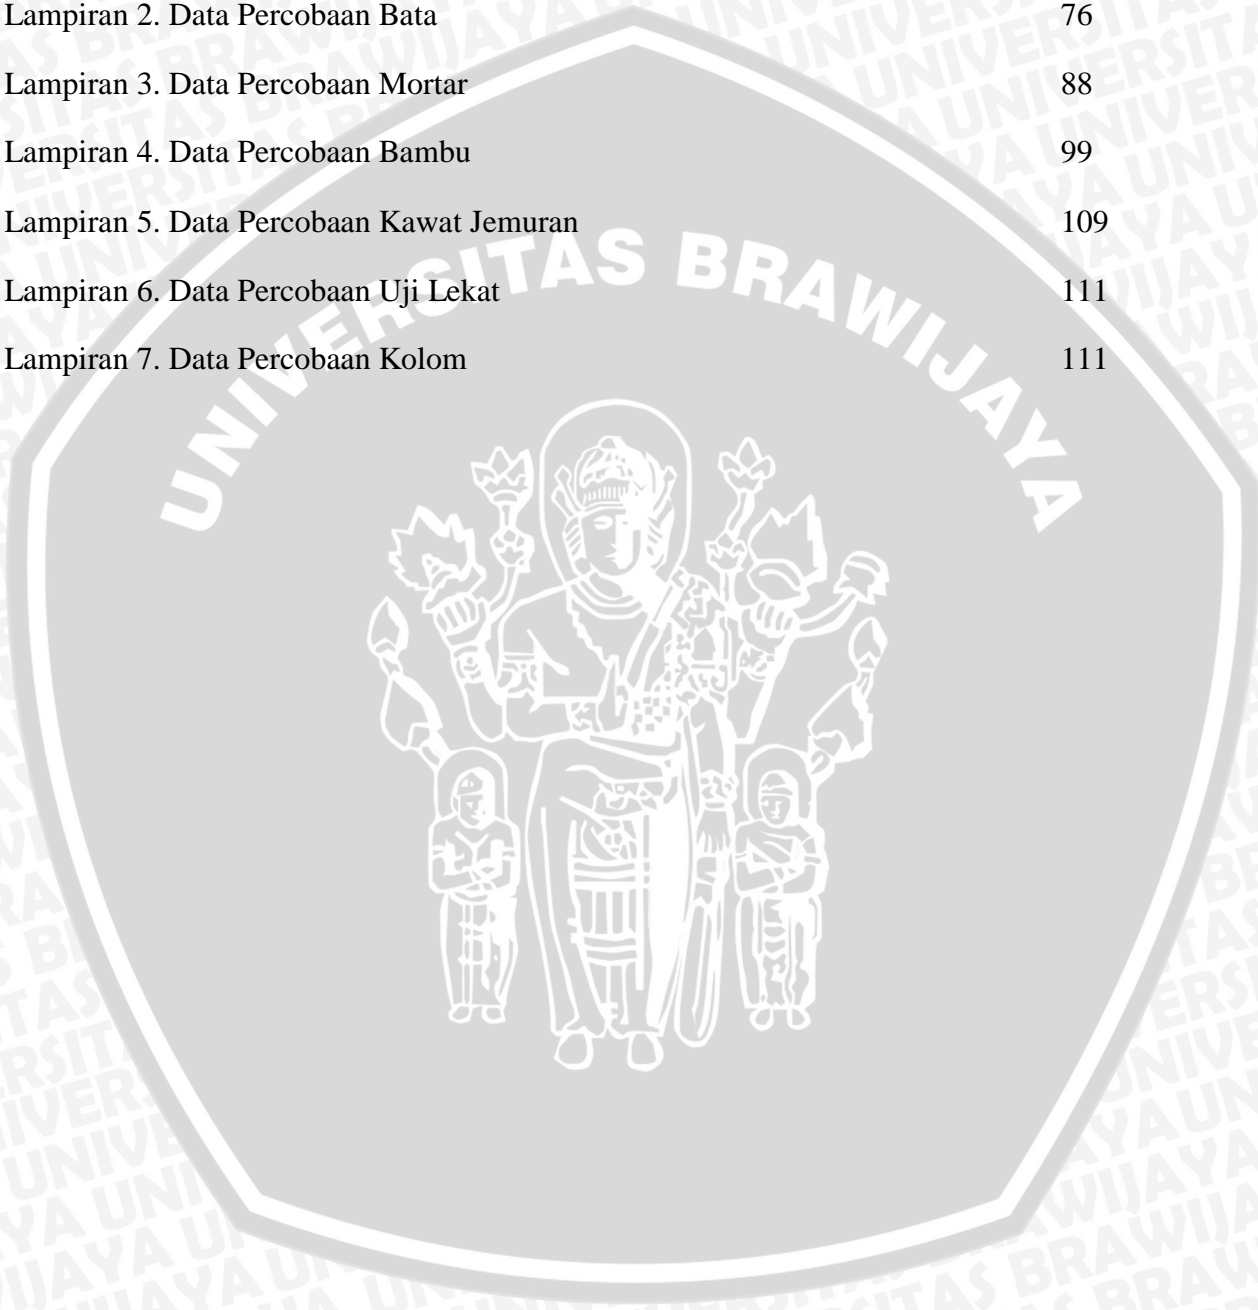 Lampiran 2. Data Percobaan Bata 76
Lampiran 3. Data Percobaan Mortar 88
Lampiran 4. Data Percobaan Bambu 99
Lampiran 5. Data Percobaan Kawat Jemuran 109
Lampiran 6. Data Percobaan Uji Lekat 111
Lampiran 7. Data Percobaan Kolom 111
UNIVERSITAS BRAWIJAYA